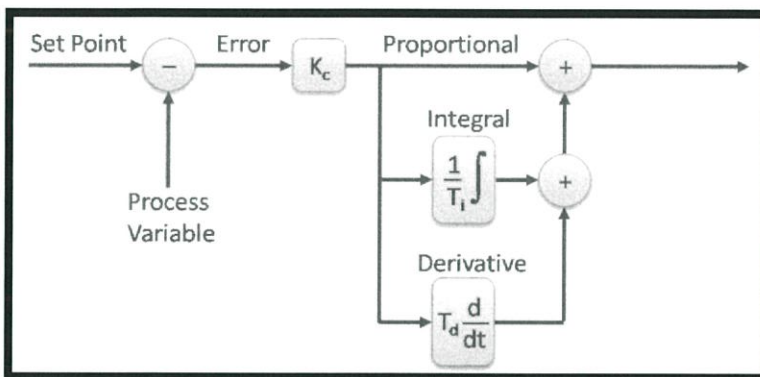 Set Point
Error
Proportional
−
K_c
+
Integral
1/T_i ∫
+
Process
Variable
Derivative
T_d d/dt